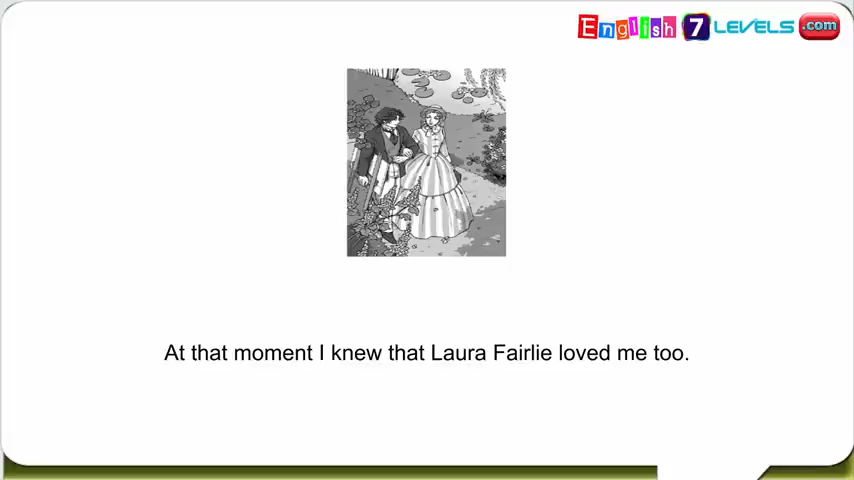 English 7 LEVELS .com
At that moment I knew that Laura Fairlie loved me too.